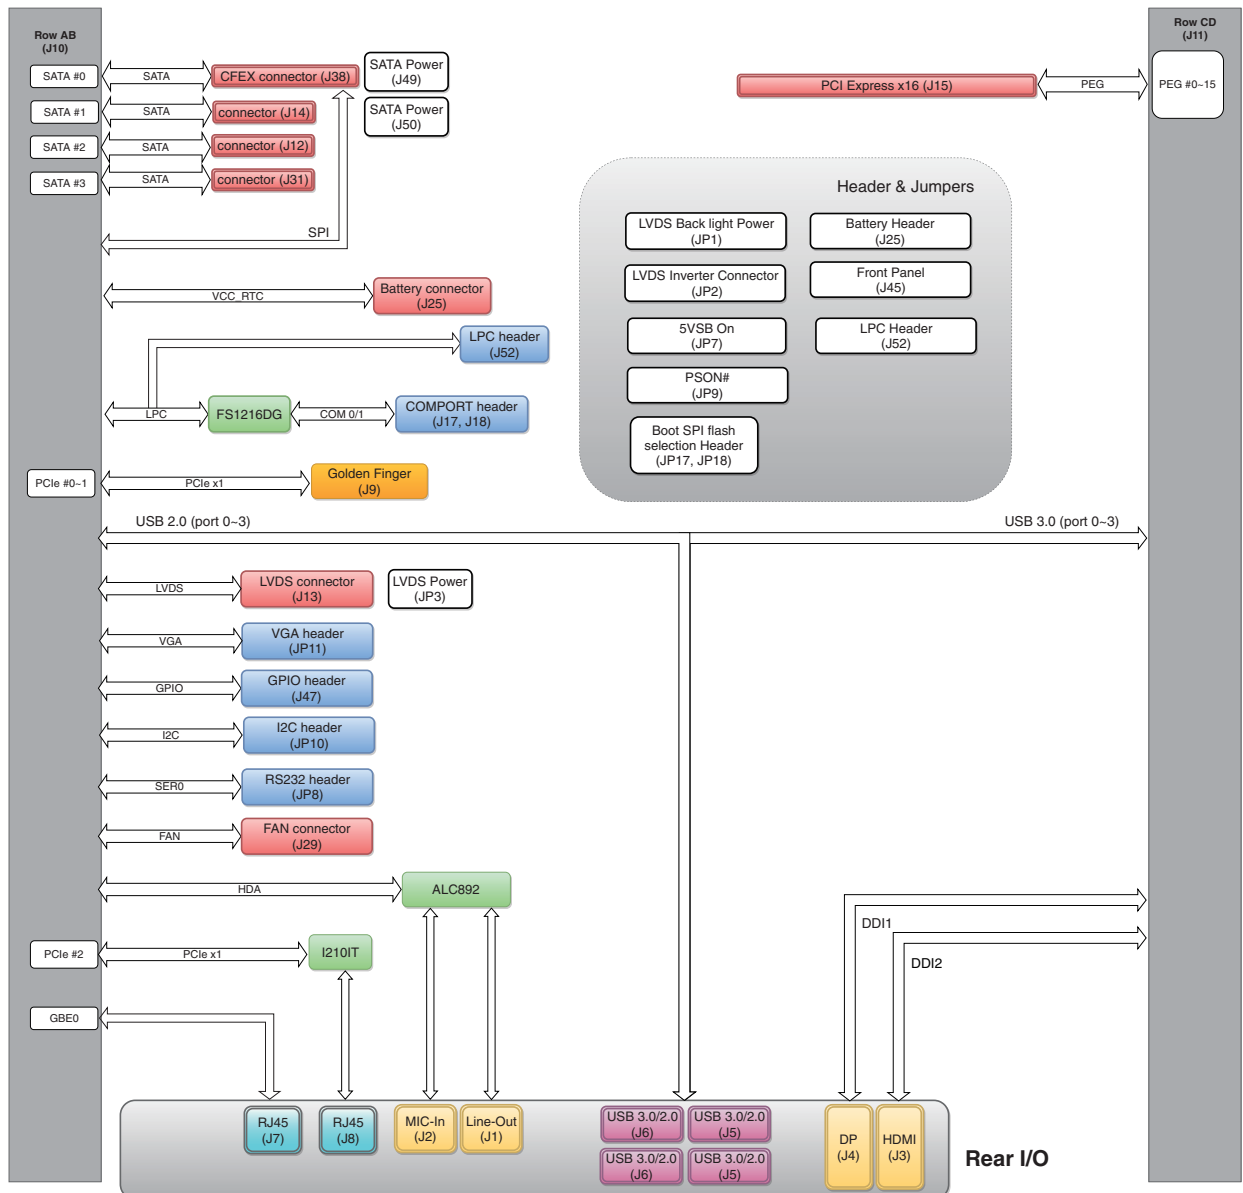 Row AB
(J10)
SATA #0
SATA
CFEX connector (J38)
SATA Power
(J49)
SATA #1
SATA
connector (J14)
SATA Power
(J50)
SATA #2
SATA
connector (J12)
SATA #3
SATA
connector (J31)
SPI
VCC_RTC
Battery connector
(J25)
LPC header
(J52)
LPC
FS1216DG
COM 0/1
COMPORT header
(J17, J18)
PCIe #0~1
PCIe x1
Golden Finger
(J9)
Row CD
(J11)
PCI Express x16 (J15)
PEG
PEG #0~15
Header & Jumpers
LVDS Back light Power
(JP1)
Battery Header
(J25)
LVDS Inverter Connector
(JP2)
Front Panel
(J45)
5VSB On
(JP7)
LPC Header
(J52)
PSON#
(JP9)
Boot SPI flash
selection Header
(JP17, JP18)
USB 2.0 (port 0~3)
USB 3.0 (port 0~3)
LVDS
LVDS connector
(J13)
LVDS Power
(JP3)
VGA
VGA header
(JP11)
GPIO
GPIO header
(J47)
I2C
I2C header
(JP10)
SER0
RS232 header
(JP8)
FAN
FAN connector
(J29)
HDA
ALC892
DDI1
DDI2
PCIe #2
PCIe x1
I210IT
GBE0
RJ45
(J7)
RJ45
(J8)
MIC-In
(J2)
Line-Out
(J1)
USB 3.0/2.0
(J6)
USB 3.0/2.0
(J5)
USB 3.0/2.0
(J6)
USB 3.0/2.0
(J5)
DP
(J4)
HDMI
(J3)
Rear I/O